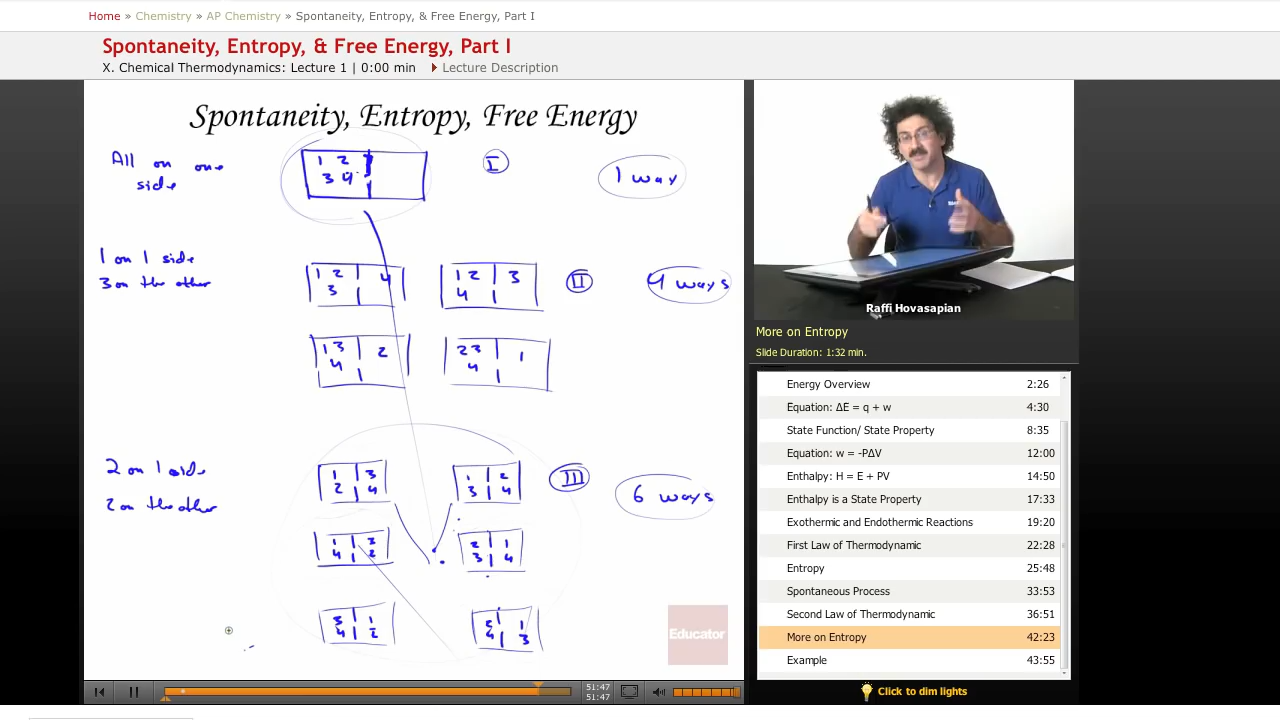 Home » Chemistry » AP Chemistry » Spontaneity, Entropy, & Free Energy, Part I
Spontaneity, Entropy, & Free Energy, Part I
X. Chemical Thermodynamics: Lecture 1 | 0:00 min Lecture Description
Spontaneity, Entropy, Free Energy
All on one
side
1 2
3 4
I
1 way
1 on 1 side
3 on the other
1 2 4
3
1 2 3
4
II
4 ways
1 3 2
4
2 3 1
4
2 on 1 side
2 on the other
1 3
2 4
1 2
3 4
III
6 ways
1 3
4 2
2 1
3 4
3 1
4 2
1
4 3
Educator
Raffi Hovasapian
More on Entropy
Slide Duration: 1:32 min.
Energy Overview 2:26
Equation: ΔE = q + w 4:30
State Function/ State Property 8:35
Equation: w = -PΔV 12:00
Enthalpy: H = E + PV 14:50
Enthalpy is a State Property 17:33
Exothermic and Endothermic Reactions 19:20
First Law of Thermodynamic 22:28
Entropy 25:48
Spontaneous Process 33:53
Second Law of Thermodynamic 36:51
More on Entropy 42:23
Example 43:55
51:47
51:47
Click to dim lights